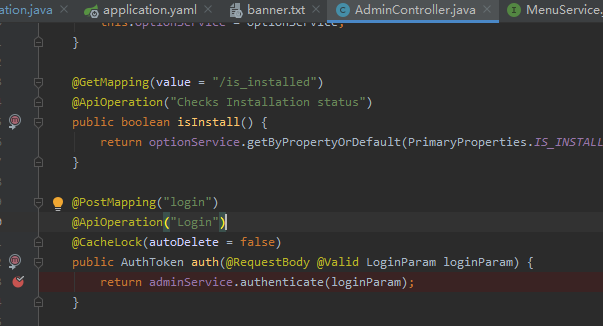 ation.java application.yaml banner.txt AdminController.java MenuService.
this.optionService = optionService;
}
@GetMapping(value = "/is_installed")
@ApiOperation("Checks Installation status")
public boolean isInstall() {
return optionService.getByPropertyOrDefault(PrimaryProperties.IS_INSTALL
}
@PostMapping("login")
@ApiOperation("Login")
@CacheLock(autoDelete = false)
public AuthToken auth(@RequestBody @Valid LoginParam loginParam) {
return adminService.authenticate(loginParam);
}